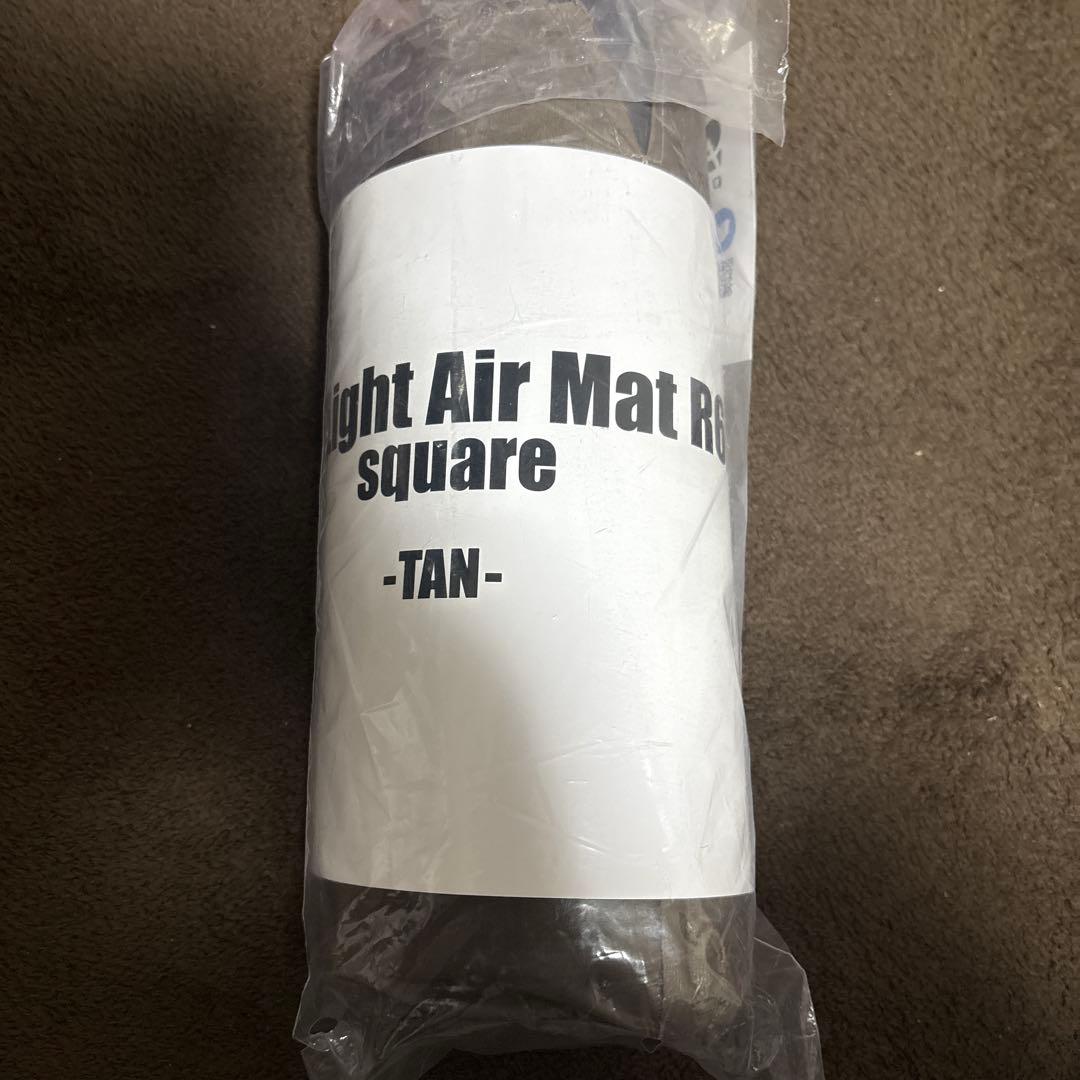 Light Air Mat R6
square
-TAN-